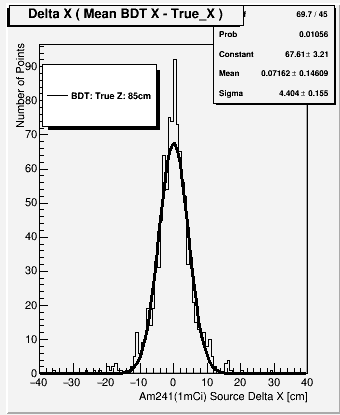 Delta X ( Mean BDT X - True_X )
69.7 / 45
Prob 0.01056
Constant 67.61 ± 3.21
Mean 0.07162 ± 0.14609
Sigma 4.404 ± 0.155
Number of Points
BDT: True Z: 85cm
90
80
70
60
50
40
30
20
10
0
−40 −30 −20 −10 0 10 20 30 40
Am241(1mCi) Source Delta X [cm]